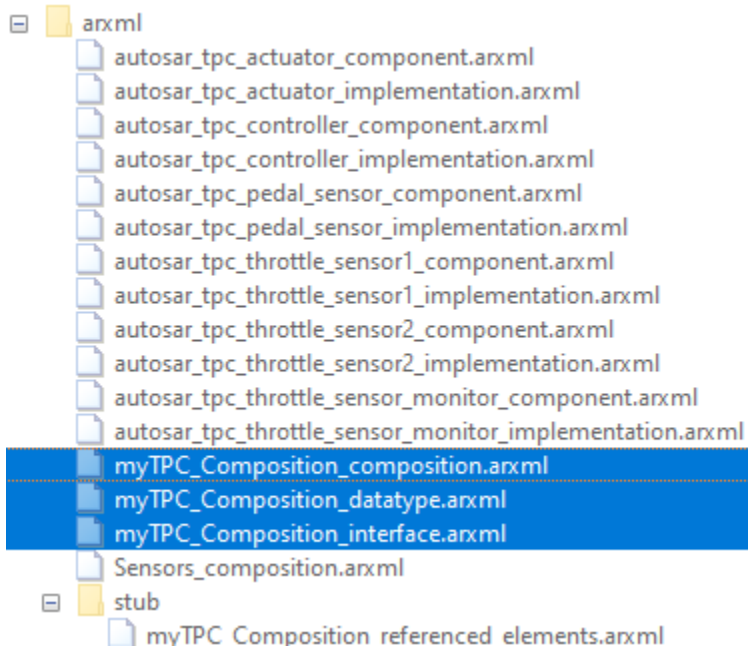 arxml
autosar_tpc_actuator_component.arxml
autosar_tpc_actuator_implementation.arxml
autosar_tpc_controller_component.arxml
autosar_tpc_controller_implementation.arxml
autosar_tpc_pedal_sensor_component.arxml
autosar_tpc_pedal_sensor_implementation.arxml
autosar_tpc_throttle_sensor1_component.arxml
autosar_tpc_throttle_sensor1_implementation.arxml
autosar_tpc_throttle_sensor2_component.arxml
autosar_tpc_throttle_sensor2_implementation.arxml
autosar_tpc_throttle_sensor_monitor_component.arxml
autosar_tpc_throttle_sensor_monitor_implementation.arxml
myTPC_Composition_composition.arxml
myTPC_Composition_datatype.arxml
myTPC_Composition_interface.arxml
Sensors_composition.arxml
stub
myTPC_Composition_referenced_elements.arxml